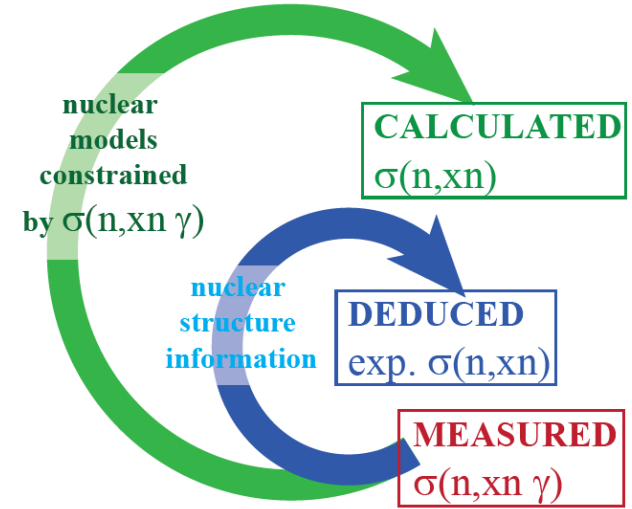 nuclear
models
constrained
by σ(n,xn γ)
CALCULATED
σ(n,xn)
nuclear
structure
information
DEDUCED
exp. σ(n,xn)
MEASURED
σ(n,xn γ)